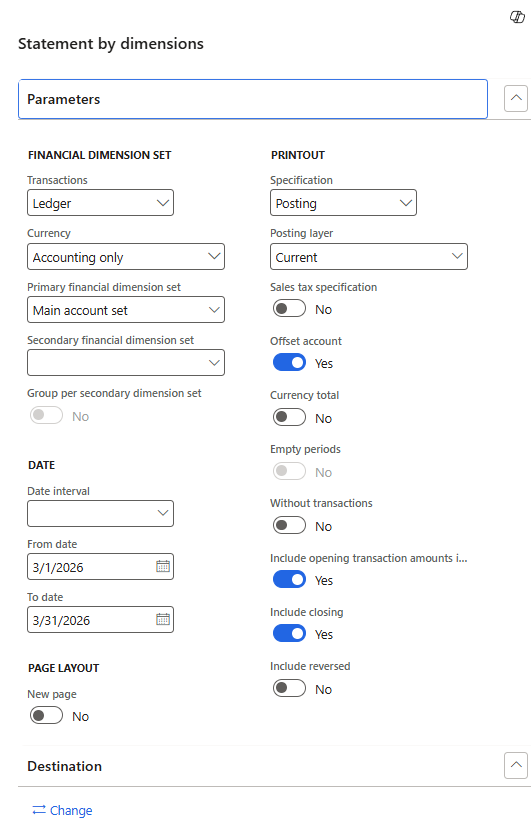 Statement by dimensions
Parameters
FINANCIAL DIMENSION SET
Transactions
Ledger
Currency
Accounting only
Primary financial dimension set
Main account set
Secondary financial dimension set
Group per secondary dimension set
No
DATE
Date interval
From date
3/1/2026
To date
3/31/2026
PAGE LAYOUT
New page
No
PRINTOUT
Specification
Posting
Posting layer
Current
Sales tax specification
No
Offset account
Yes
Currency total
No
Empty periods
No
Without transactions
No
Include opening transaction amounts i...
Yes
Include closing
Yes
Include reversed
No
Destination
Change